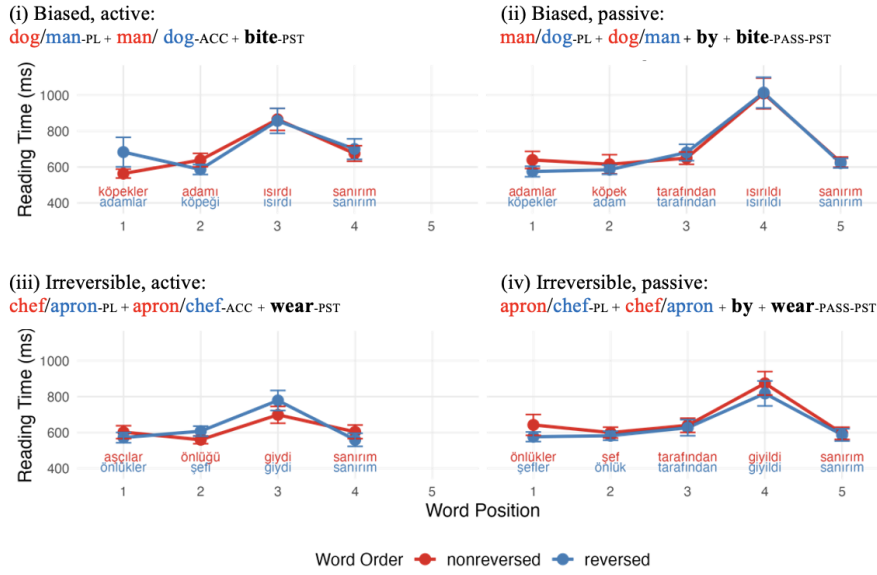 (i) Biased, active:
dog/man-PL + man/ dog-ACC + bite-PST
(ii) Biased, passive:
man/dog-PL + dog/man + by + bite-PASS-PST
Reading Time (ms)
1000
800
600
400
köpekler adamı ısırdı sanırım
adamlar köpeği ısırdı sanırım
1 2 3 4 5
adamlar köpek tarafından ısırıldı sanırım
köpekler adam tarafından ısırıldı sanırım
1 2 3 4 5
(iii) Irreversible, active:
chef/apron-PL + apron/chef-ACC + wear-PST
(iv) Irreversible, passive:
apron/chef-PL + chef/apron + by + wear-PASS-PST
Reading Time (ms)
1000
800
600
400
aşçılar önlüğü giydi sanırım
önlükler şefi giydi sanırım
1 2 3 4 5
önlükler şef tarafından giyildi sanırım
şefler önlük tarafından giyildi sanırım
1 2 3 4 5
Word Position
Word Order nonreversed reversed